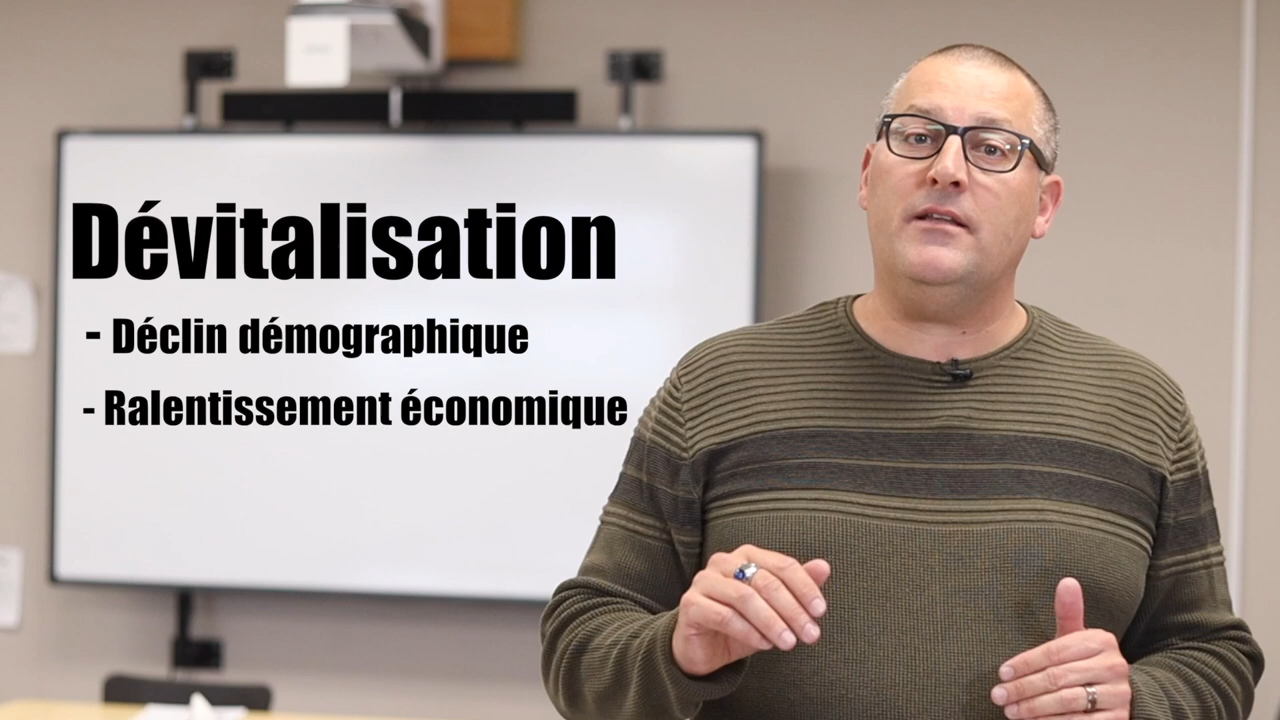 Dévitalisation
- Déclin démographique
- Ralentissement économique